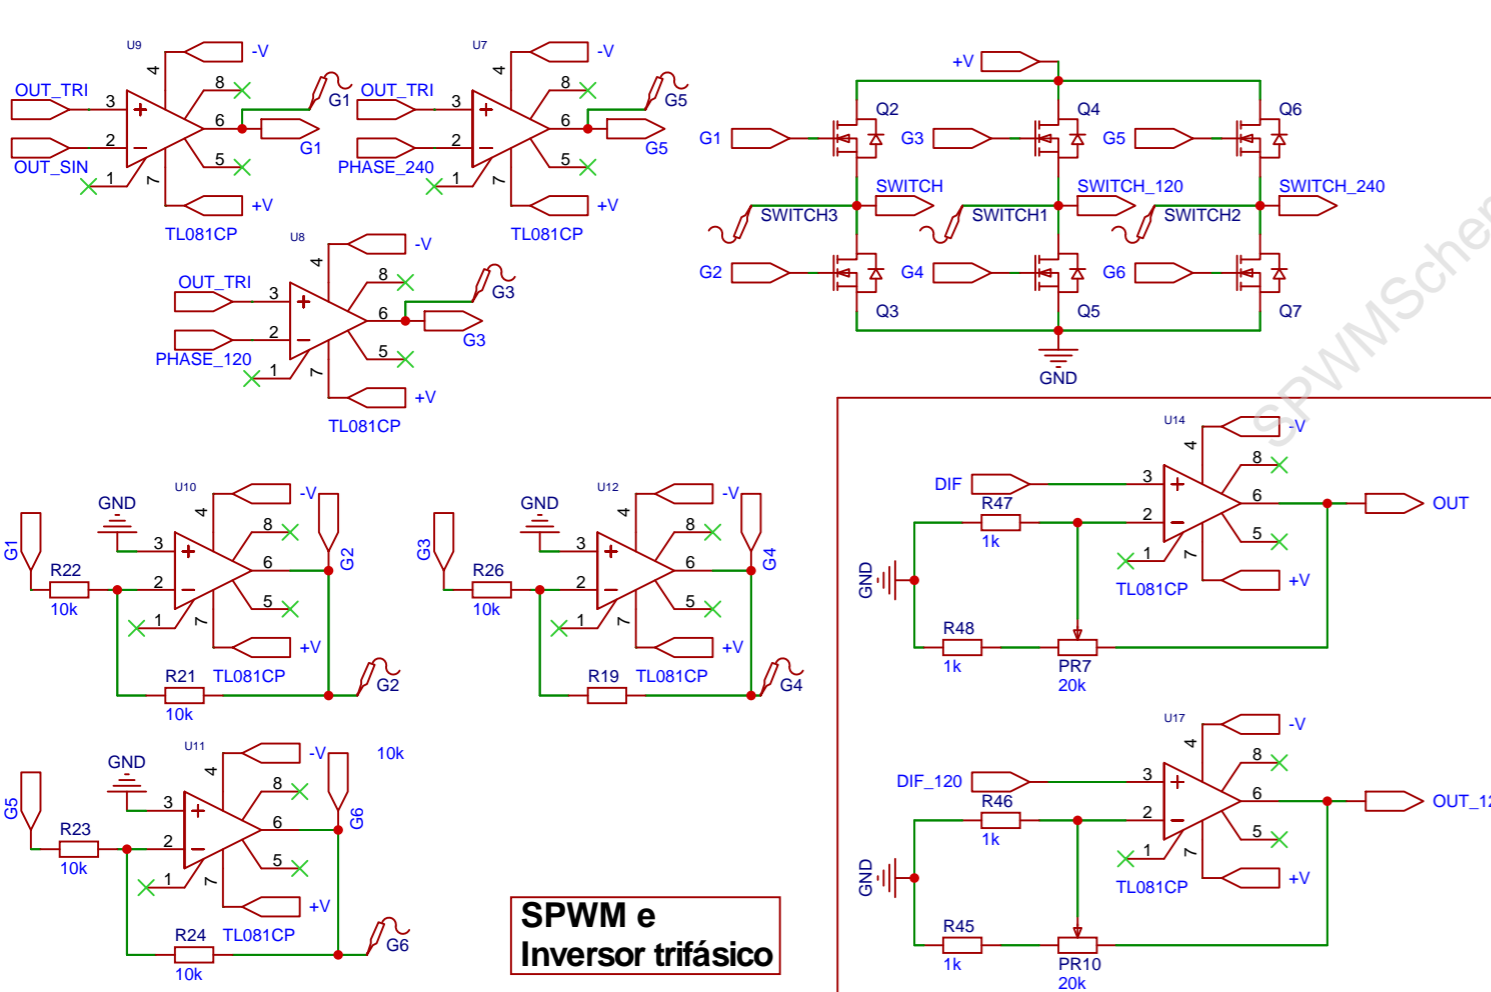 U9
-V
4
8
OUT_TRI
3
G1
6
OUT_SIN
2
G1
5
1
7
+V
TL081CP
U7
-V
4
8
OUT_TRI
3
G5
6
PHASE_240
2
G5
5
1
7
+V
TL081CP
U8
-V
4
8
OUT_TRI
3
G3
6
PHASE_120
2
G3
5
1
7
+V
TL081CP
+V
Q2
Q4
Q6
G1
G3
G5
SWITCH
SWITCH_120
SWITCH_240
SWITCH3
SWITCH1
SWITCH2
G2
G4
G6
Q3
Q5
Q7
GND
U10
-V
GND
4
8
3
G1
G2
6
R22
2
10k
5
1
7
+V
R21
TL081CP
G2
10k
U12
-V
GND
4
8
3
G3
G4
6
R26
2
10k
5
1
7
+V
R19
TL081CP
G4
10k
U11
-V
GND
4
8
3
G5
G6
6
R23
2
10k
5
1
7
+V
R24
TL081CP
G6
10k
SPWM e
Inversor trifásico
U14
-V
4
8
DIF
3
R47
6
OUT
2
1k
5
1
7
GND
TL081CP
+V
R48
1k
PR7
20k
U17
-V
4
8
DIF_120
3
R46
6
OUT_12
2
1k
5
1
7
GND
TL081CP
+V
R45
1k
PR10
20k